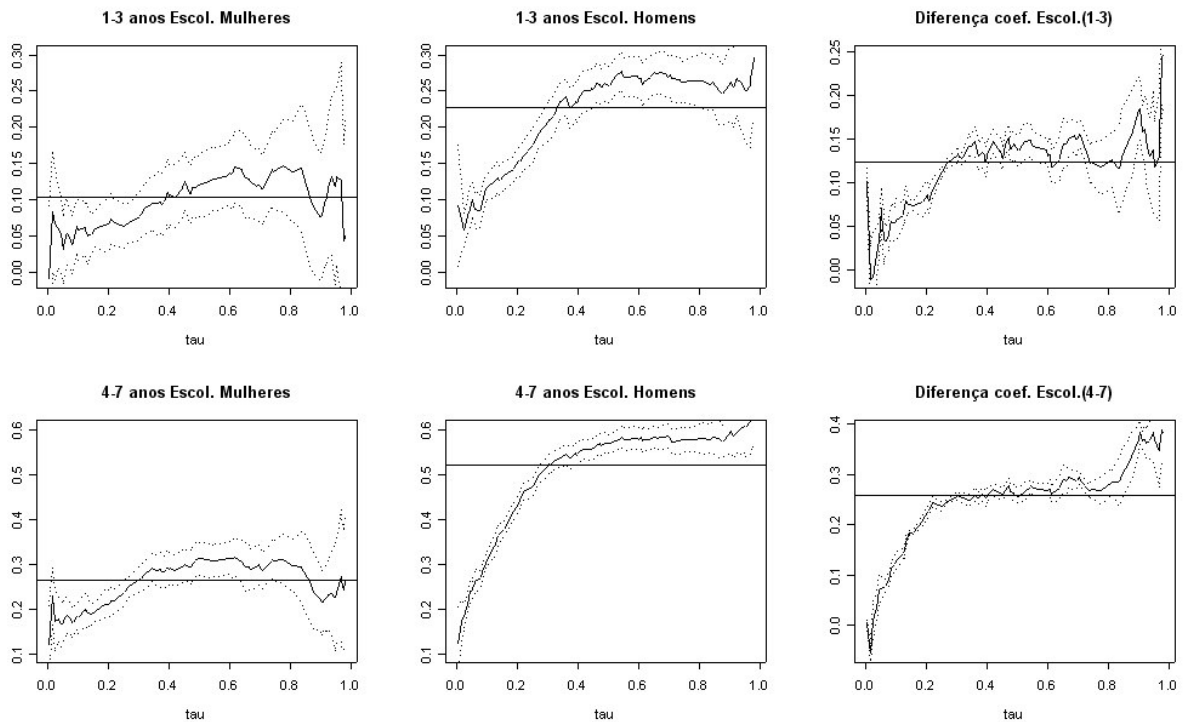 1-3 anos Escol. Mulheres
1-3 anos Escol. Homens
Diferença coef. Escol.(1-3)
0.30
0.25
0.20
0.15
0.10
0.05
0.00
0.0 0.2 0.4 0.6 0.8 1.0
tau
0.30
0.25
0.20
0.15
0.10
0.05
0.00
0.0 0.2 0.4 0.6 0.8 1.0
tau
0.25
0.20
0.15
0.10
0.05
0.00
0.0 0.2 0.4 0.6 0.8 1.0
tau
4-7 anos Escol. Mulheres
4-7 anos Escol. Homens
Diferença coef. Escol.(4-7)
0.6
0.5
0.4
0.3
0.2
0.1
0.0 0.2 0.4 0.6 0.8 1.0
tau
0.6
0.5
0.4
0.3
0.2
0.1
0.0 0.2 0.4 0.6 0.8 1.0
tau
0.4
0.3
0.2
0.1
0.0
0.0 0.2 0.4 0.6 0.8 1.0
tau